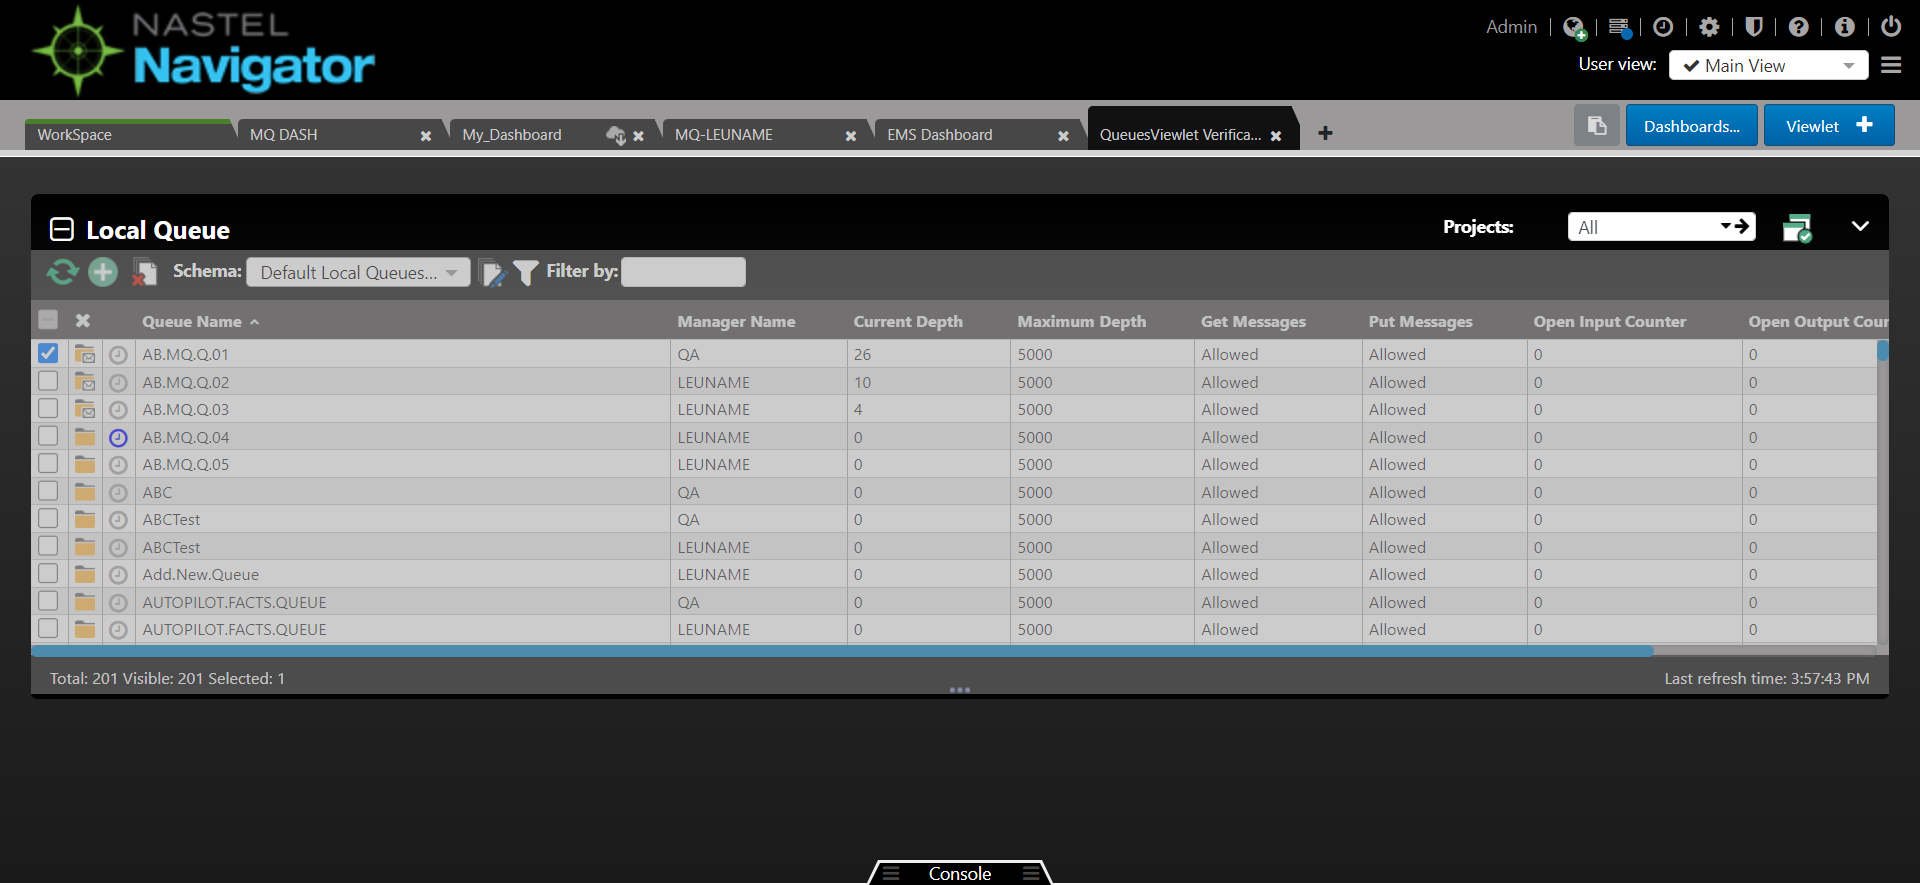 NASTEL
Navigator
Admin
User view:
Main View
WorkSpace
MQ DASH
My_Dashboard
MQ-LEUNAME
EMS Dashboard
QueuesViewlet Verifica...
Dashboards...
Viewlet
Local Queue
Projects:
All
Schema:
Default Local Queues...
Filter by:
Queue Name Manager Name Current Depth Maximum Depth Get Messages Put Messages Open Input Counter Open Output Cour
AB.MQ.Q.01 QA 26 5000 Allowed Allowed 0 0
AB.MQ.Q.02 LEUNAME 10 5000 Allowed Allowed 0 0
AB.MQ.Q.03 LEUNAME 4 5000 Allowed Allowed 0 0
AB.MQ.Q.04 LEUNAME 0 5000 Allowed Allowed 0 0
AB.MQ.Q.05 LEUNAME 0 5000 Allowed Allowed 0 0
ABC QA 0 5000 Allowed Allowed 0 0
ABCTest QA 0 5000 Allowed Allowed 0 0
ABCTest LEUNAME 0 5000 Allowed Allowed 0 0
Add.New.Queue LEUNAME 0 5000 Allowed Allowed 0 0
AUTOPILOT.FACTS.QUEUE QA 0 5000 Allowed Allowed 0 0
AUTOPILOT.FACTS.QUEUE LEUNAME 0 5000 Allowed Allowed 0 0
Total: 201 Visible: 201 Selected: 1
Last refresh time: 3:57:43 PM
Console